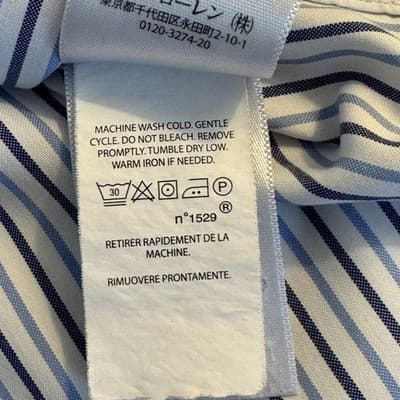 ローレン (株)
東京都千代田区永田町2-10-1
0120-3274-20
MACHINE WASH COLD. GENTLE
CYCLE. DO NOT BLEACH. REMOVE
PROMPTLY. TUMBLE DRY LOW.
WARM IRON IF NEEDED.
30 P
n°1529 ®
RETIRER RAPIDEMENT DE LA
MACHINE.
RIMUOVERE PRONTAMENTE.